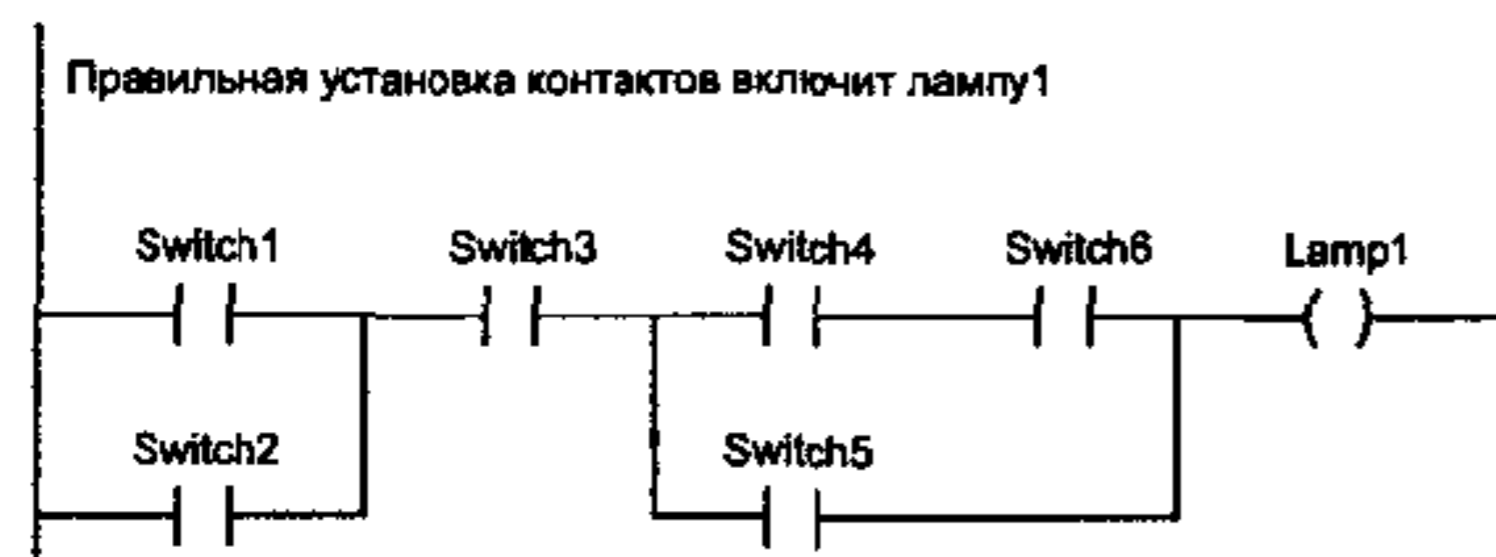 Правильная установка контактов включит лампу1
Switch1 Switch3 Switch4 Switch6 Lamp1
Switch2 Switch5